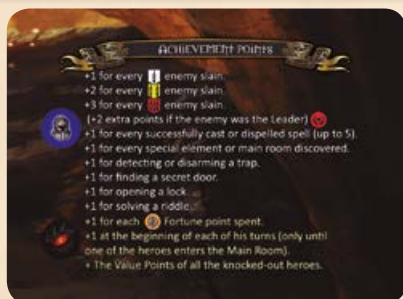 ACHIEVEMENT POINTS
+1 for every enemy slain.
+2 for every enemy slain.
+3 for every enemy slain.
(+2 extra points if the enemy was the Leader)
+1 for every successfully cast or dispelled spell (up to 5).
+1 for every special element or main room discovered.
+1 for detecting or disarming a trap.
+1 for finding a secret door.
+1 for opening a lock.
+1 for solving a riddle.
+1 for each Fortune point spent.
+1 at the beginning of each of his turns (only until
one of the heroes enters the Main Room).
+ The Value Points of all the knocked-out heroes.